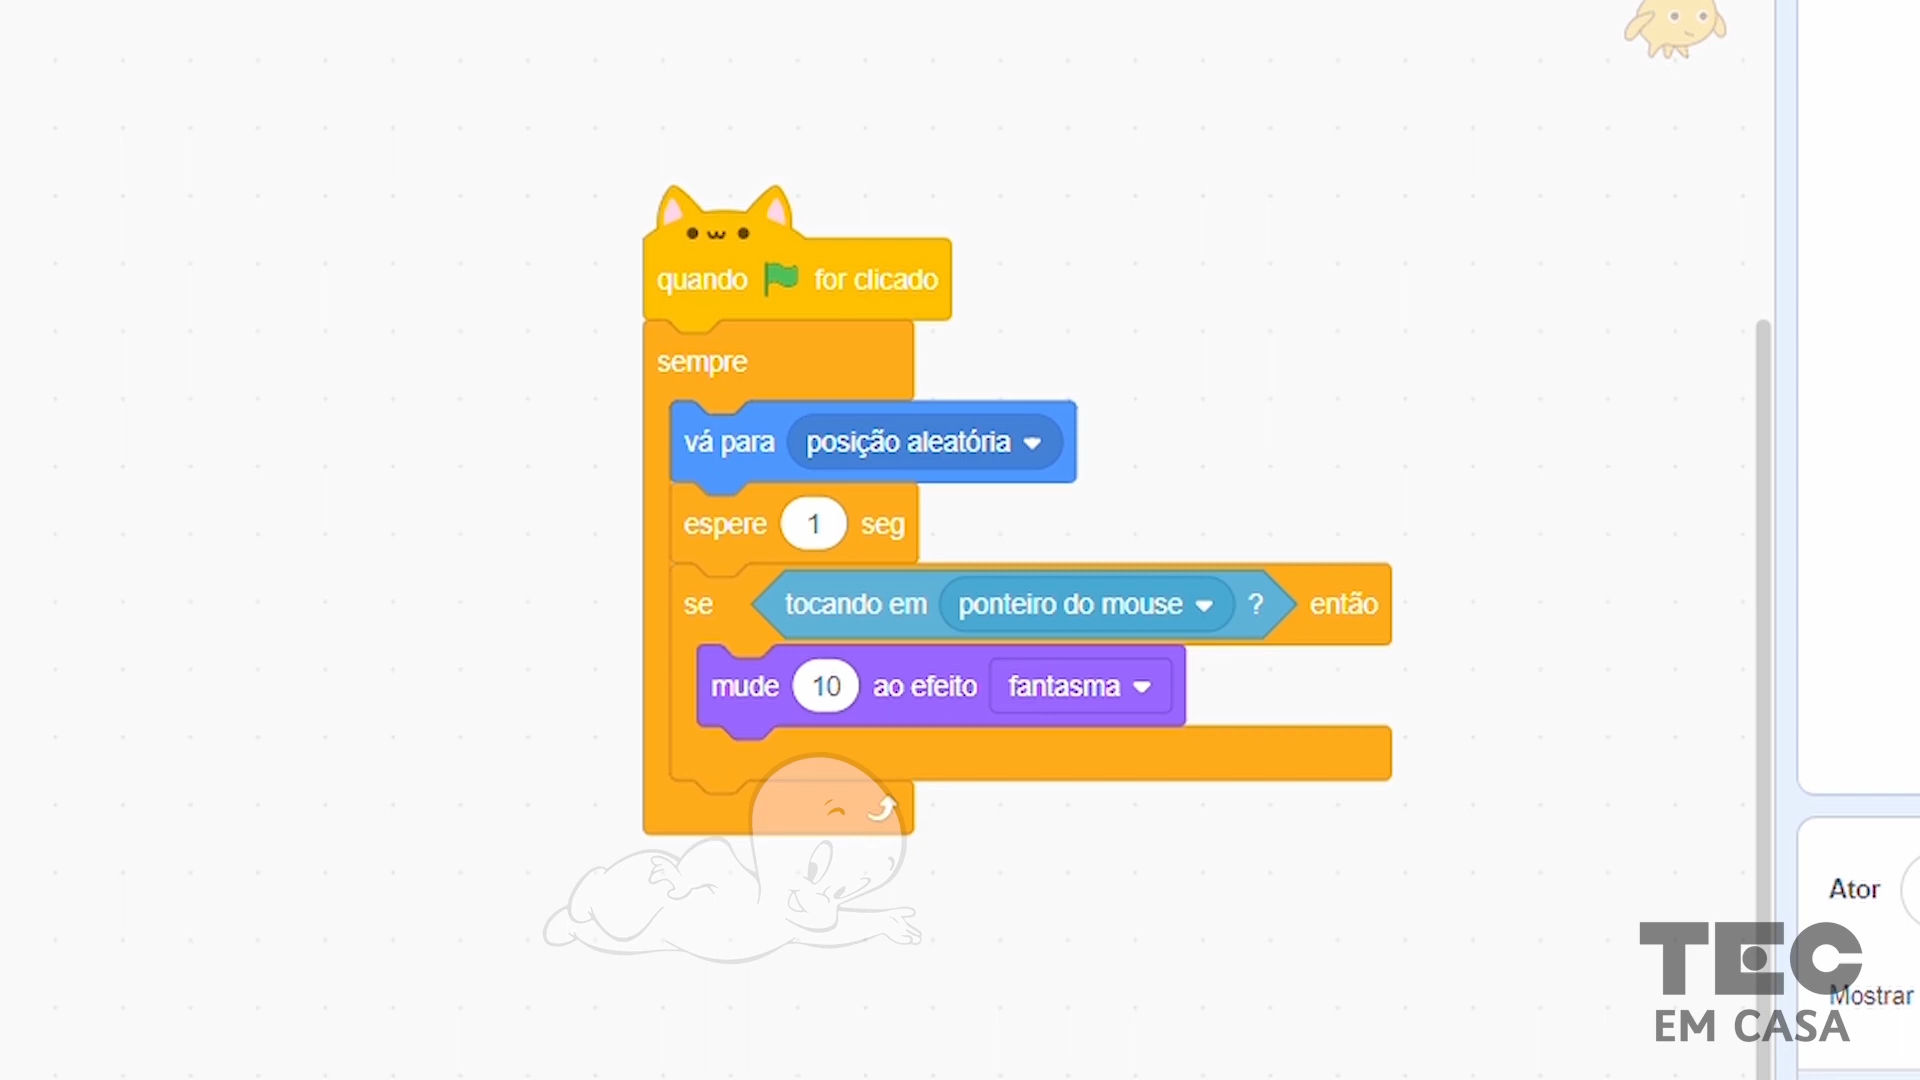 quando for clicado
sempre
vá para posição aleatória
espere 1 seg
se tocando em ponteiro do mouse ? então
mude 10 ao efeito fantasma
Ator
Mostrar
TEC
EM CASA